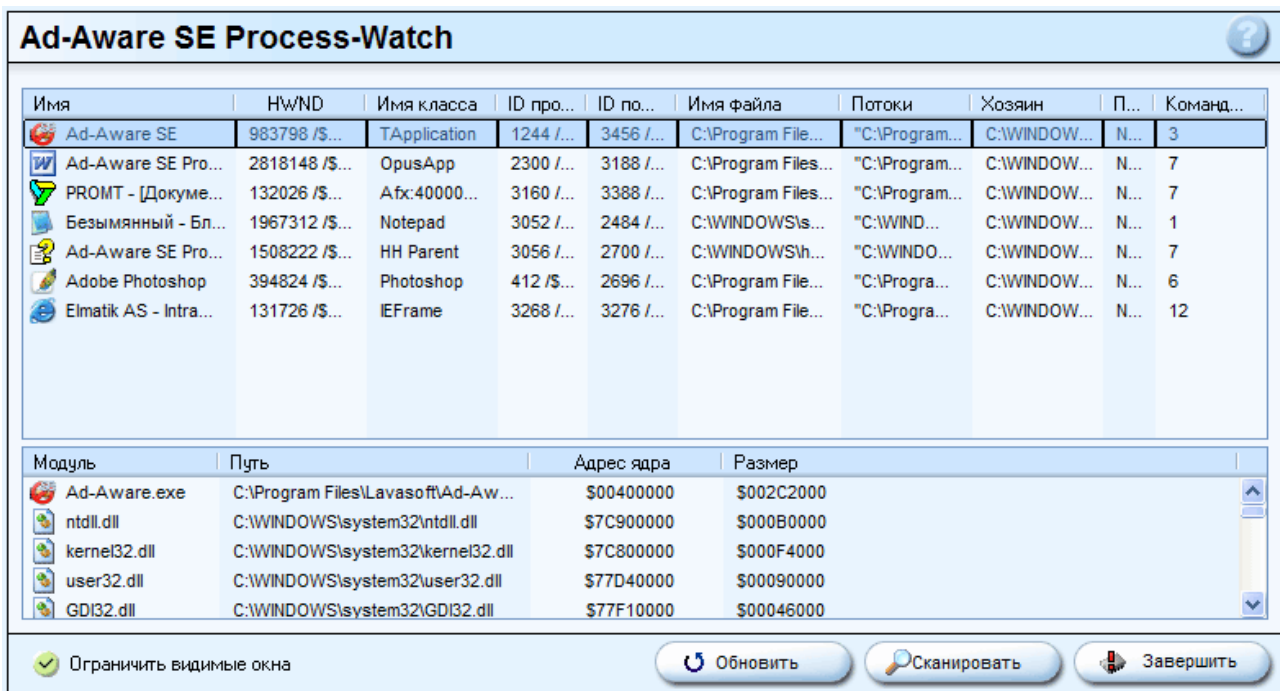 Ad-Aware SE Process-Watch
?
Имя HWND Имя класса ID про... ID по... Имя файла Потоки Хозяин П... Команд...
Ad-Aware SE 983798 /$... TApplication 1244 /... 3456 /... C:\Program File... "C:\Program... C:\WINDOW... N... 3
Ad-Aware SE Pro... 2818148 /$... OpusApp 2300 /... 3188 /... C:\Program Files... "C:\Program... C:\WINDOW... N... 7
PROMT - [Докуме... 132026 /$... Afx:40000... 3160 /... 3388 /... C:\Program Files... "C:\Program... C:\WINDOW... N... 7
Безымянный - Бл... 1967312 /$... Notepad 3052 /... 2484 /... C:\WINDOWS\s... "C:\WIND... C:\WINDOW... N... 1
Ad-Aware SE Pro... 1508222 /$... HH Parent 3056 /... 2700 /... C:\WINDOWS\h... "C:\WINDO... C:\WINDOW... N... 7
Adobe Photoshop 394824 /$... Photoshop 412 /$... 2696 /... C:\Program File... "C:\Progra... C:\WINDOW... N... 6
Elmatik AS - Intra... 131726 /$... IEFrame 3268 /... 3276 /... C:\Program File... "C:\Progra... C:\WINDOW... N... 12
Модуль Путь Адрес ядра Размер
Ad-Aware.exe C:\Program Files\Lavasoft\Ad-Aw... $00400000 $002C2000
ntdll.dll C:\WINDOWS\system32\ntdll.dll $7C900000 $000B0000
kernel32.dll C:\WINDOWS\system32\kernel32.dll $7C800000 $000F4000
user32.dll C:\WINDOWS\system32\user32.dll $77D40000 $00090000
GDI32.dll C:\WINDOWS\system32\GDI32.dll $77F10000 $00046000
Ограничить видимые окна Обновить Сканировать Завершить